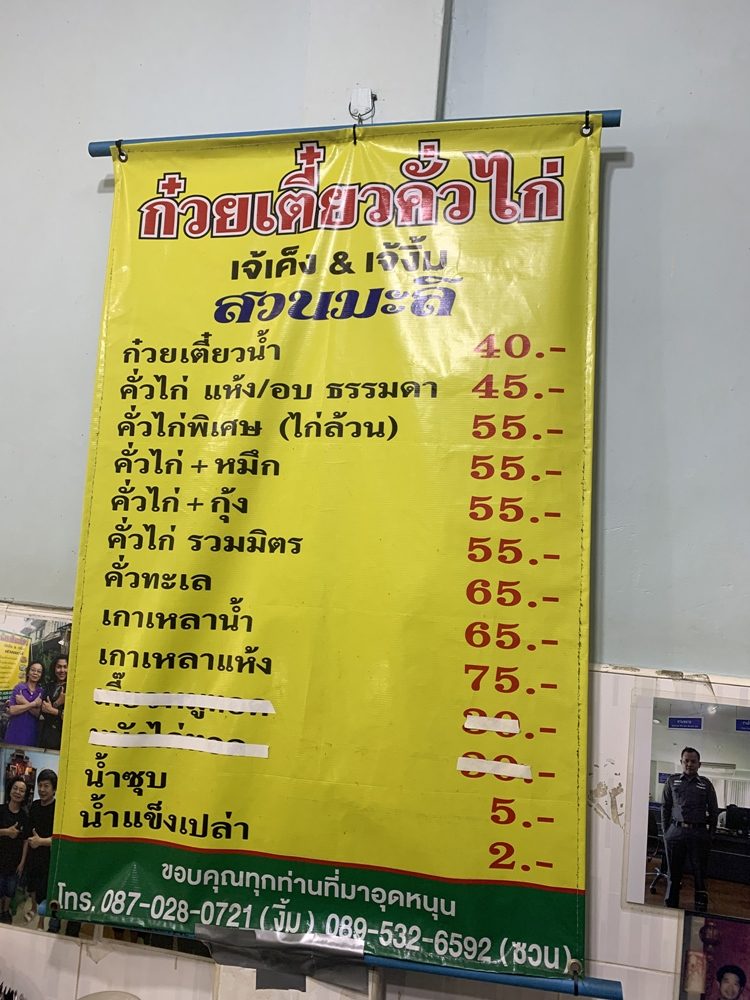 ก๋วยเตี๋ยวคั่วไก่
เจ้เค็ง & เจ้งิ้ม
สวนมะลิ
ก๋วยเตี๋ยวน้ำ 40.-
คั่วไก่ แห้ง/อบ ธรรมดา 45.-
คั่วไก่พิเศษ (ไก่ล้วน) 55.-
คั่วไก่+หมึก 55.-
คั่วไก่+กุ้ง 55.-
คั่วไก่ รวมมิตร 55.-
คั่วทะเล 65.-
เกาเหลาน้ำ 65.-
เกาเหลาแห้ง 75.-
น้ำซุบ 5.-
น้ำแข็งเปล่า 2.-
ขอบคุณทุกท่านที่มาอุดหนุน
โทร. 087-028-0721 (งิ้ม) 089-532-6592 (ชวน)